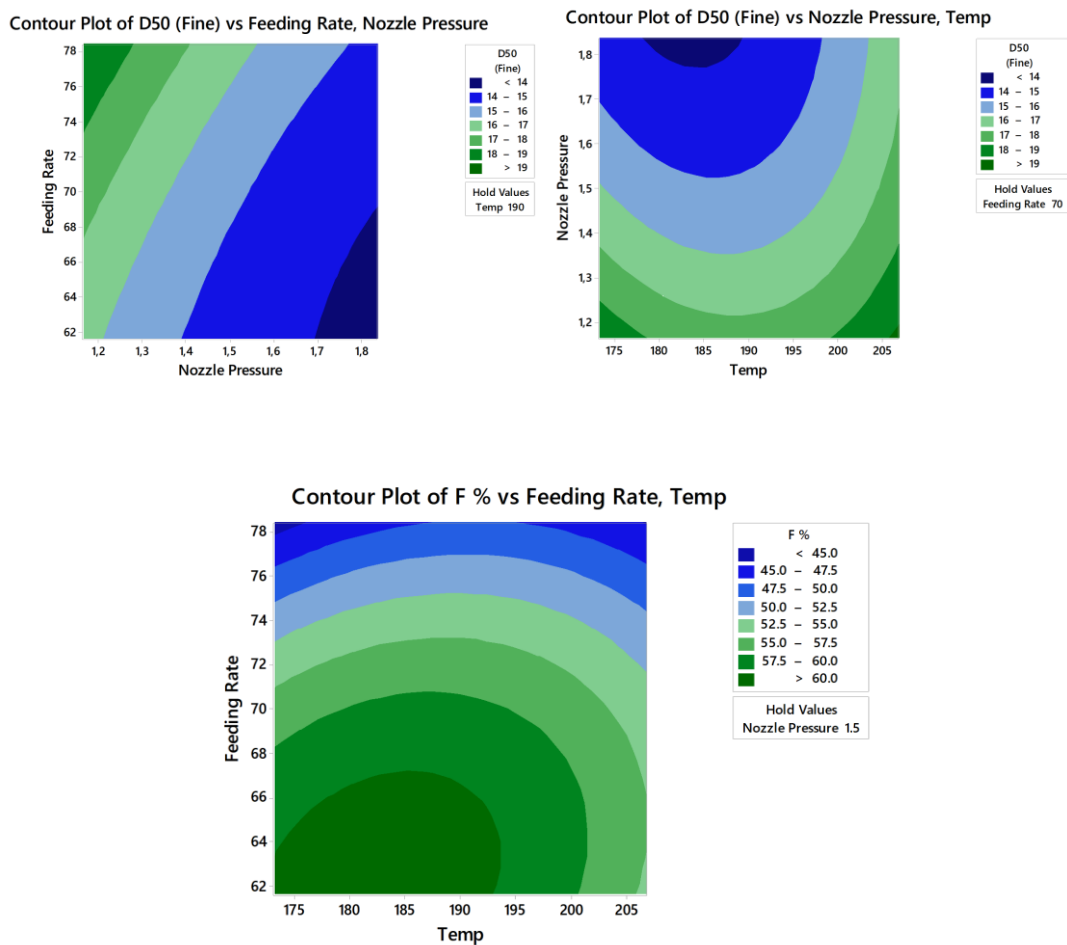 Contour Plot of D50 (Fine) vs Feeding Rate, Nozzle Pressure
D50
(Fine)
< 14
14 – 15
15 – 16
16 – 17
17 – 18
18 – 19
> 19
Hold Values
Temp 190
Feeding Rate
78
76
74
72
70
68
66
64
62
1,2 1,3 1,4 1,5 1,6 1,7 1,8
Nozzle Pressure
Contour Plot of D50 (Fine) vs Nozzle Pressure, Temp
D50
(Fine)
< 14
14 – 15
15 – 16
16 – 17
17 – 18
18 – 19
> 19
Hold Values
Feeding Rate 70
Nozzle Pressure
1,8
1,7
1,6
1,5
1,4
1,3
1,2
175 180 185 190 195 200 205
Temp
Contour Plot of F % vs Feeding Rate, Temp
F %
< 45.0
45.0 – 47.5
47.5 – 50.0
50.0 – 52.5
52.5 – 55.0
55.0 – 57.5
57.5 – 60.0
> 60.0
Hold Values
Nozzle Pressure 1.5
Feeding Rate
78
76
74
72
70
68
66
64
62
175 180 185 190 195 200 205
Temp